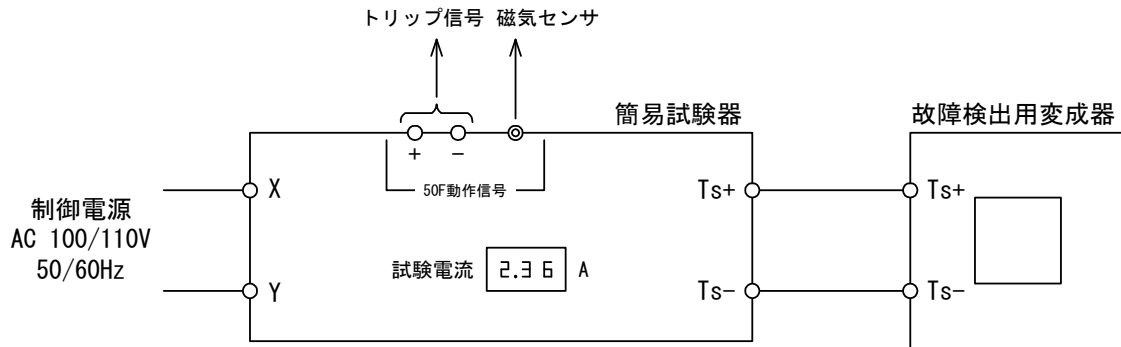 トリップ信号 磁気センサ
簡易試験器
故障検出用変成器
+ −
50F動作信号
X
Ts+
Ts+
制御電源
AC 100/110V
50/60Hz
試験電流 2.36 A
Y
Ts−
Ts−